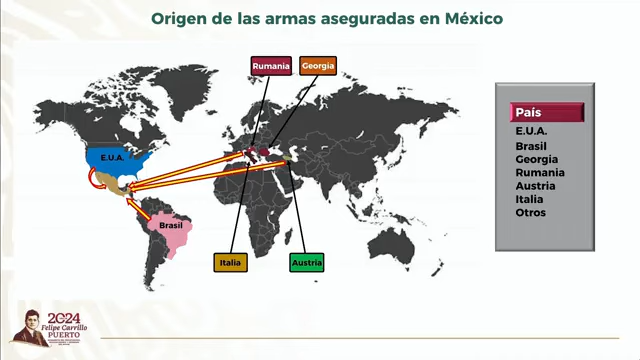 Origen de las armas aseguradas en México
Rumania
Georgia
E.U.A.
Brasil
Italia
Austria
País
E.U.A.
Brasil
Georgia
Rumania
Austria
Italia
Otros
2024
Felipe Carrillo
PUERTO